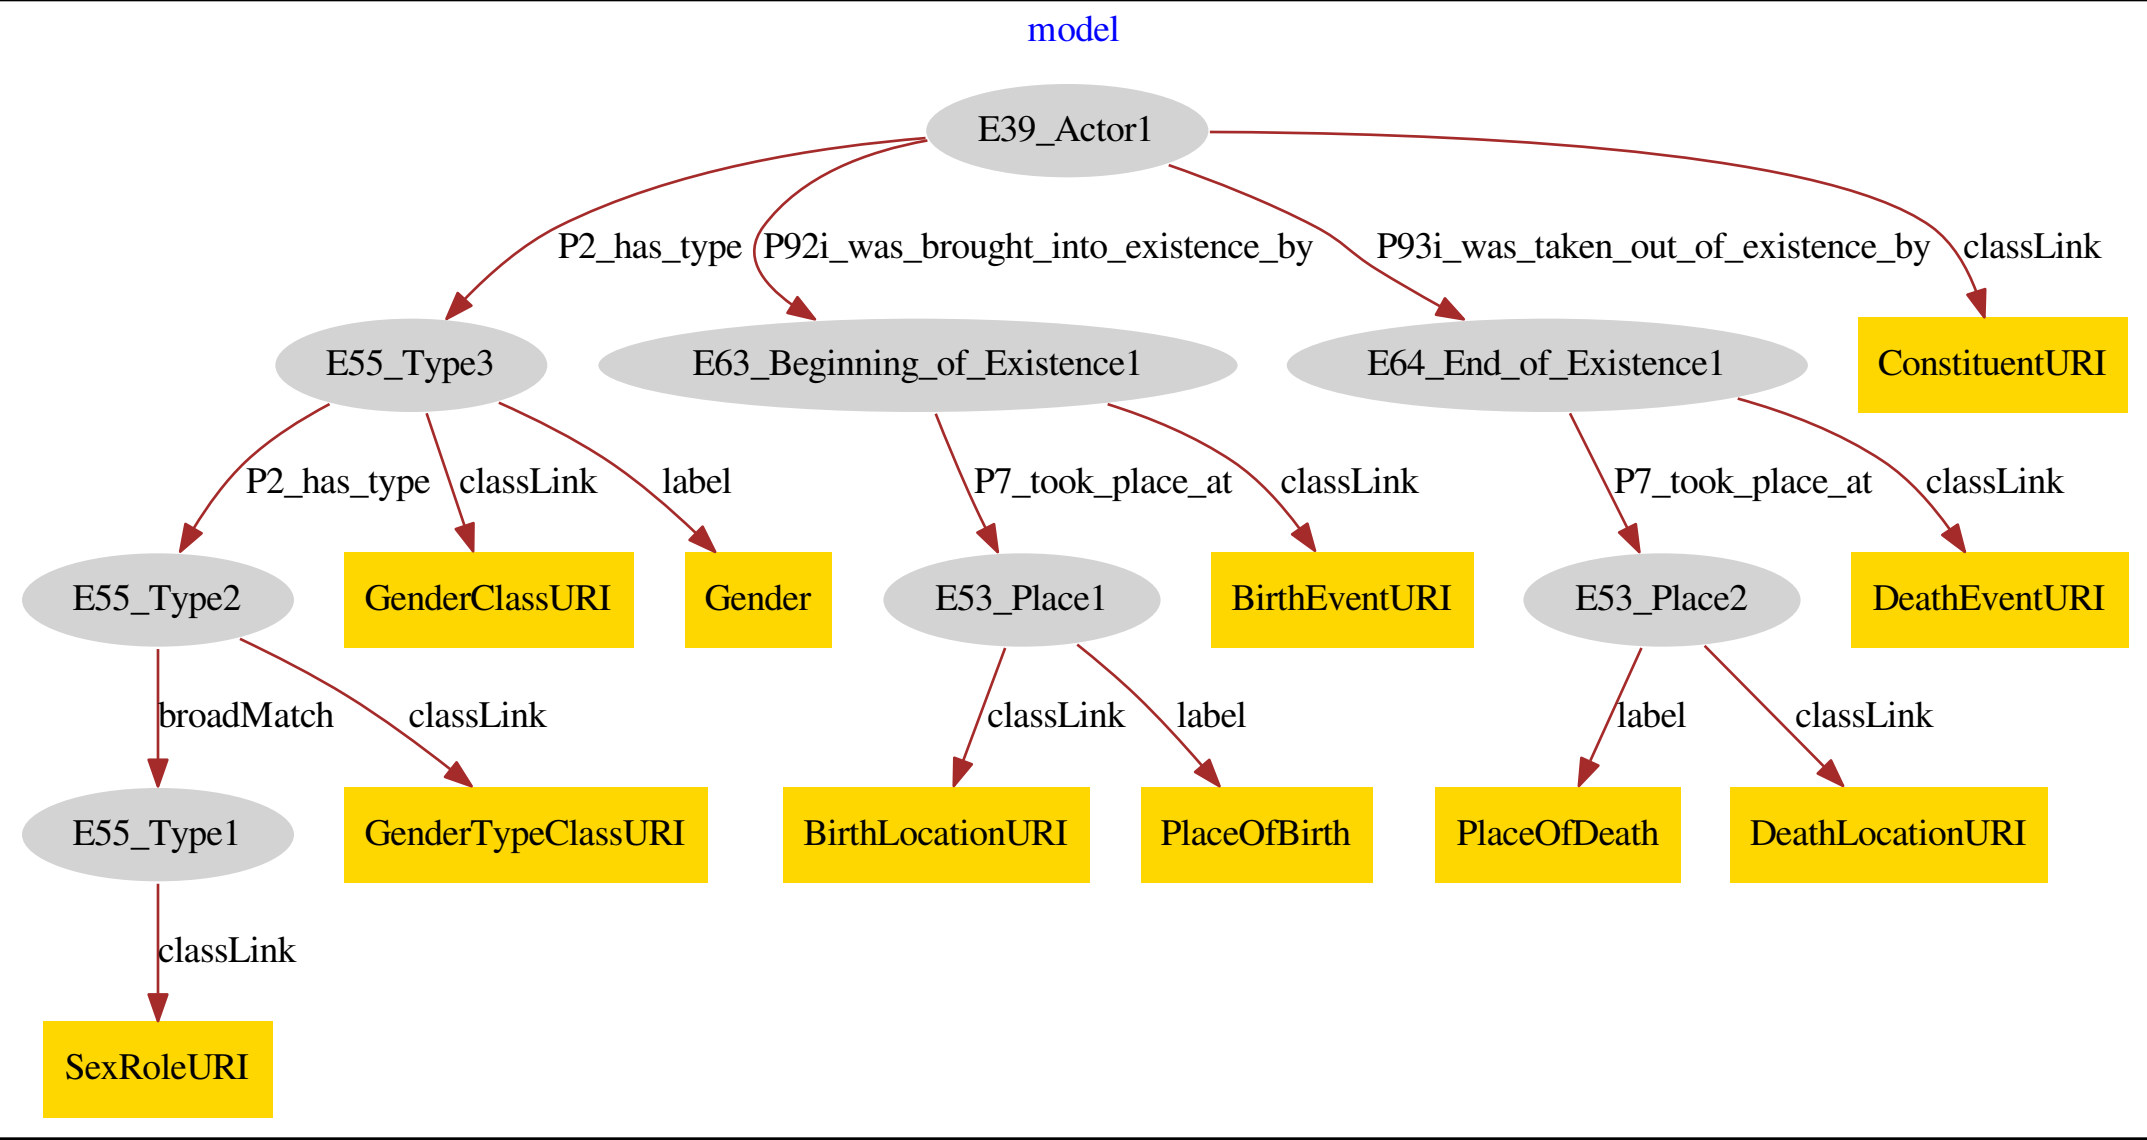 model
E39_Actor1
P2_has_type P92i_was_brought_into_existence_by P93i_was_taken_out_of_existence_by classLink
E55_Type3 E63_Beginning_of_Existence1 E64_End_of_Existence1 ConstituentURI
P2_has_type classLink label P7_took_place_at classLink P7_took_place_at classLink
E55_Type2 GenderClassURI Gender E53_Place1 BirthEventURI E53_Place2 DeathEventURI
broadMatch classLink classLink label label classLink
E55_Type1 GenderTypeClassURI BirthLocationURI PlaceOfBirth PlaceOfDeath DeathLocationURI
classLink
SexRoleURI